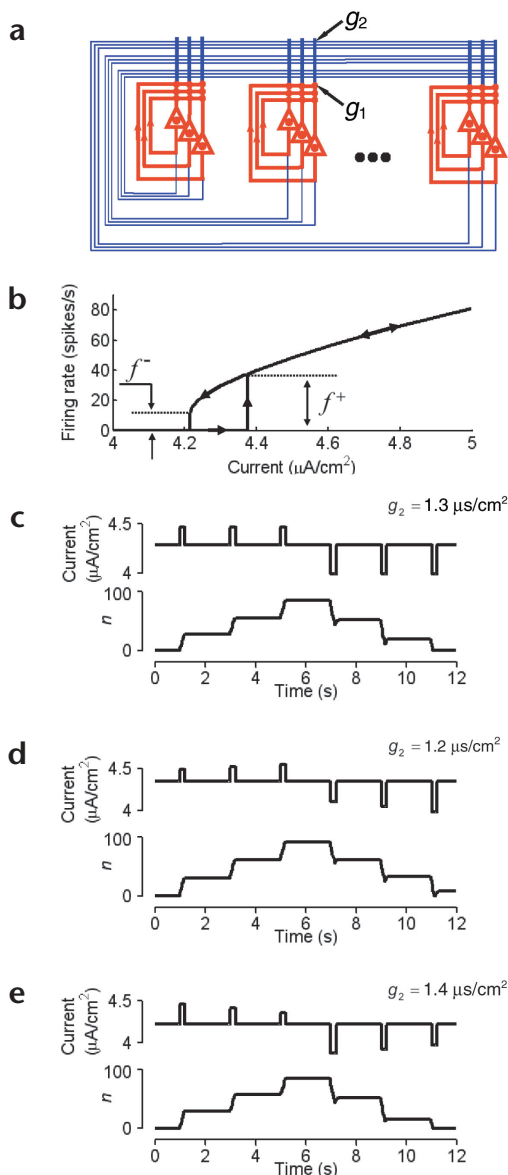 a
g₂
g₁
b
Firing rate (spikes/s)
80
60
40
20
0
f⁻
f⁺
4
4.2
4.4
4.6
4.8
5
Current (μA/cm²)
c
g₂ = 1.3 μs/cm²
Current (μA/cm²)
4.5
4
n
100
0
0
2
4
6
8
10
12
Time (s)
d
g₂ = 1.2 μs/cm²
Current (μA/cm²)
4.5
4
n
100
0
0
2
4
6
8
10
12
Time (s)
e
g₂ = 1.4 μs/cm²
Current (μA/cm²)
4.5
4
n
100
0
0
2
4
6
8
10
12
Time (s)